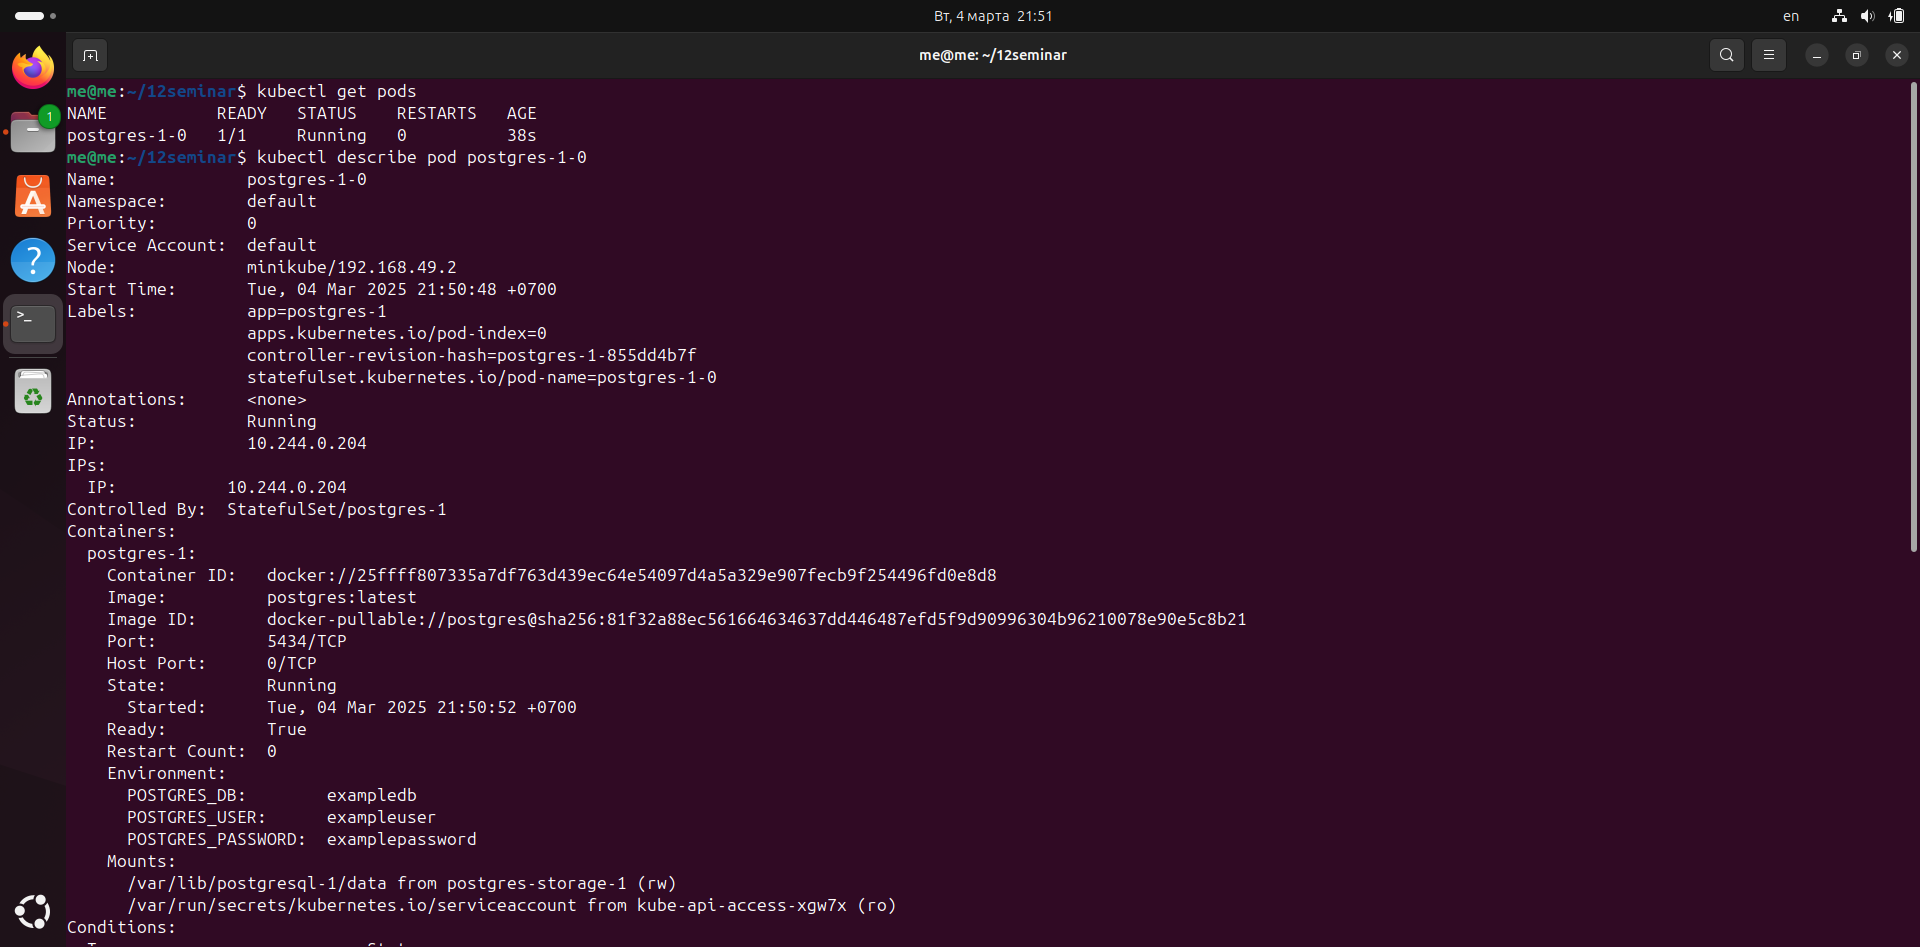 Вт, 4 марта 21:51
en
me@me: ~/12seminar
1
me@me:~/12seminar$ kubectl get pods
NAME READY STATUS RESTARTS AGE
postgres-1-0 1/1 Running 0 38s
me@me:~/12seminar$ kubectl describe pod postgres-1-0
Name: postgres-1-0
Namespace: default
Priority: 0
Service Account: default
Node: minikube/192.168.49.2
Start Time: Tue, 04 Mar 2025 21:50:48 +0700
Labels: app=postgres-1
apps.kubernetes.io/pod-index=0
controller-revision-hash=postgres-1-855dd4b7f
statefulset.kubernetes.io/pod-name=postgres-1-0
Annotations: <none>
Status: Running
IP: 10.244.0.204
IPs:
IP: 10.244.0.204
Controlled By: StatefulSet/postgres-1
Containers:
postgres-1:
Container ID: docker://25ffff807335a7df763d439ec64e54097d4a5a329e907fecb9f254496fd0e8d8
Image: postgres:latest
Image ID: docker-pullable://postgres@sha256:81f32a88ec561664634637dd446487efd5f9d90996304b96210078e90e5c8b21
Port: 5434/TCP
Host Port: 0/TCP
State: Running
Started: Tue, 04 Mar 2025 21:50:52 +0700
Ready: True
Restart Count: 0
Environment:
POSTGRES_DB: exampledb
POSTGRES_USER: exampleuser
POSTGRES_PASSWORD: examplepassword
Mounts:
/var/lib/postgresql-1/data from postgres-storage-1 (rw)
/var/run/secrets/kubernetes.io/serviceaccount from kube-api-access-xgw7x (ro)
Conditions: